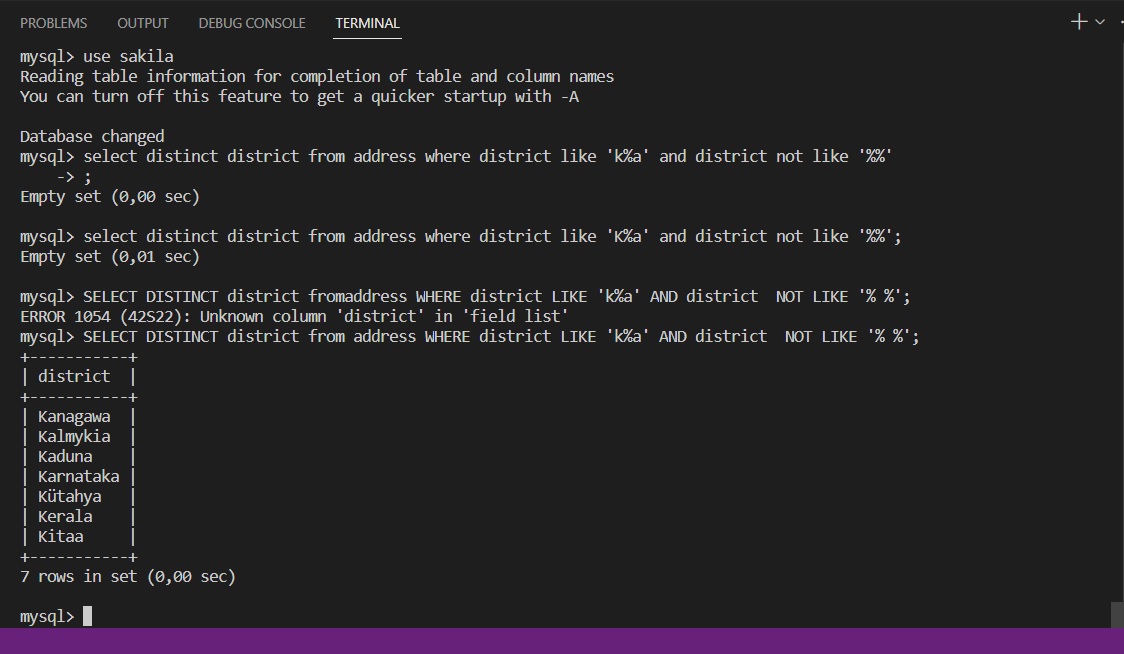 PROBLEMS OUTPUT DEBUG CONSOLE TERMINAL
mysql> use sakila
Reading table information for completion of table and column names
You can turn off this feature to get a quicker startup with -A
Database changed
mysql> select distinct district from address where district like 'k%a' and district not like '%%'
    -> ;
Empty set (0,00 sec)
mysql> select distinct district from address where district like 'K%a' and district not like '%%';
Empty set (0,01 sec)
mysql> SELECT DISTINCT district fromaddress WHERE district LIKE 'k%a' AND district  NOT LIKE '% %';
ERROR 1054 (42S22): Unknown column 'district' in 'field list'
mysql> SELECT DISTINCT district from address WHERE district LIKE 'k%a' AND district  NOT LIKE '% %';
+-----------+
| district  |
+-----------+
| Kanagawa  |
| Kalmykia  |
| Kaduna    |
| Karnataka |
| Kütahya   |
| Kerala    |
| Kitaa     |
+-----------+
7 rows in set (0,00 sec)
mysql>